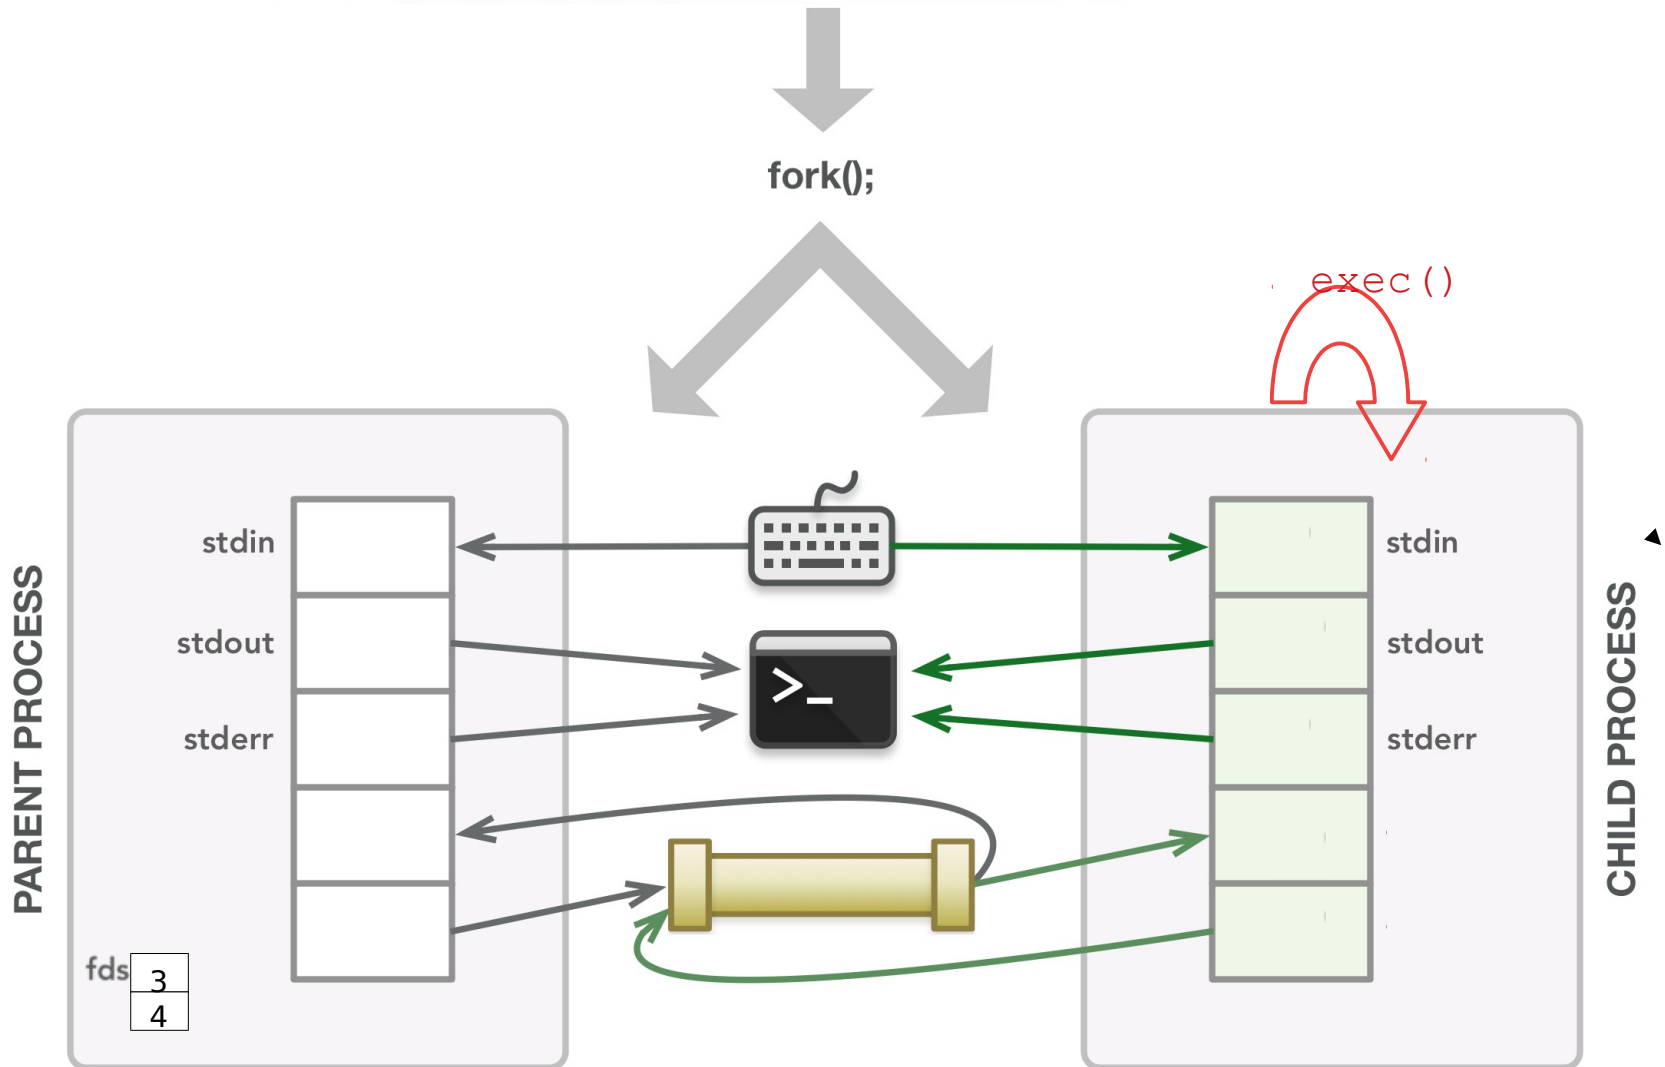 fork();
exec()
PARENT PROCESS
stdin
stdout
stderr
fds
3
4
>_
stdin
stdout
stderr
CHILD PROCESS